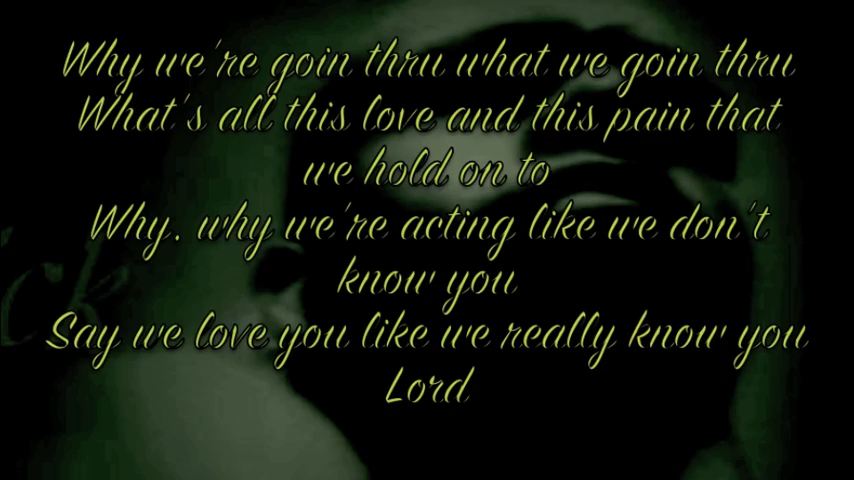 Why we're goin thru what we goin thru
What's all this love and this pain that
we hold on to
Why, why we're acting like we don't
know you
Say we love you like we really know you
Lord